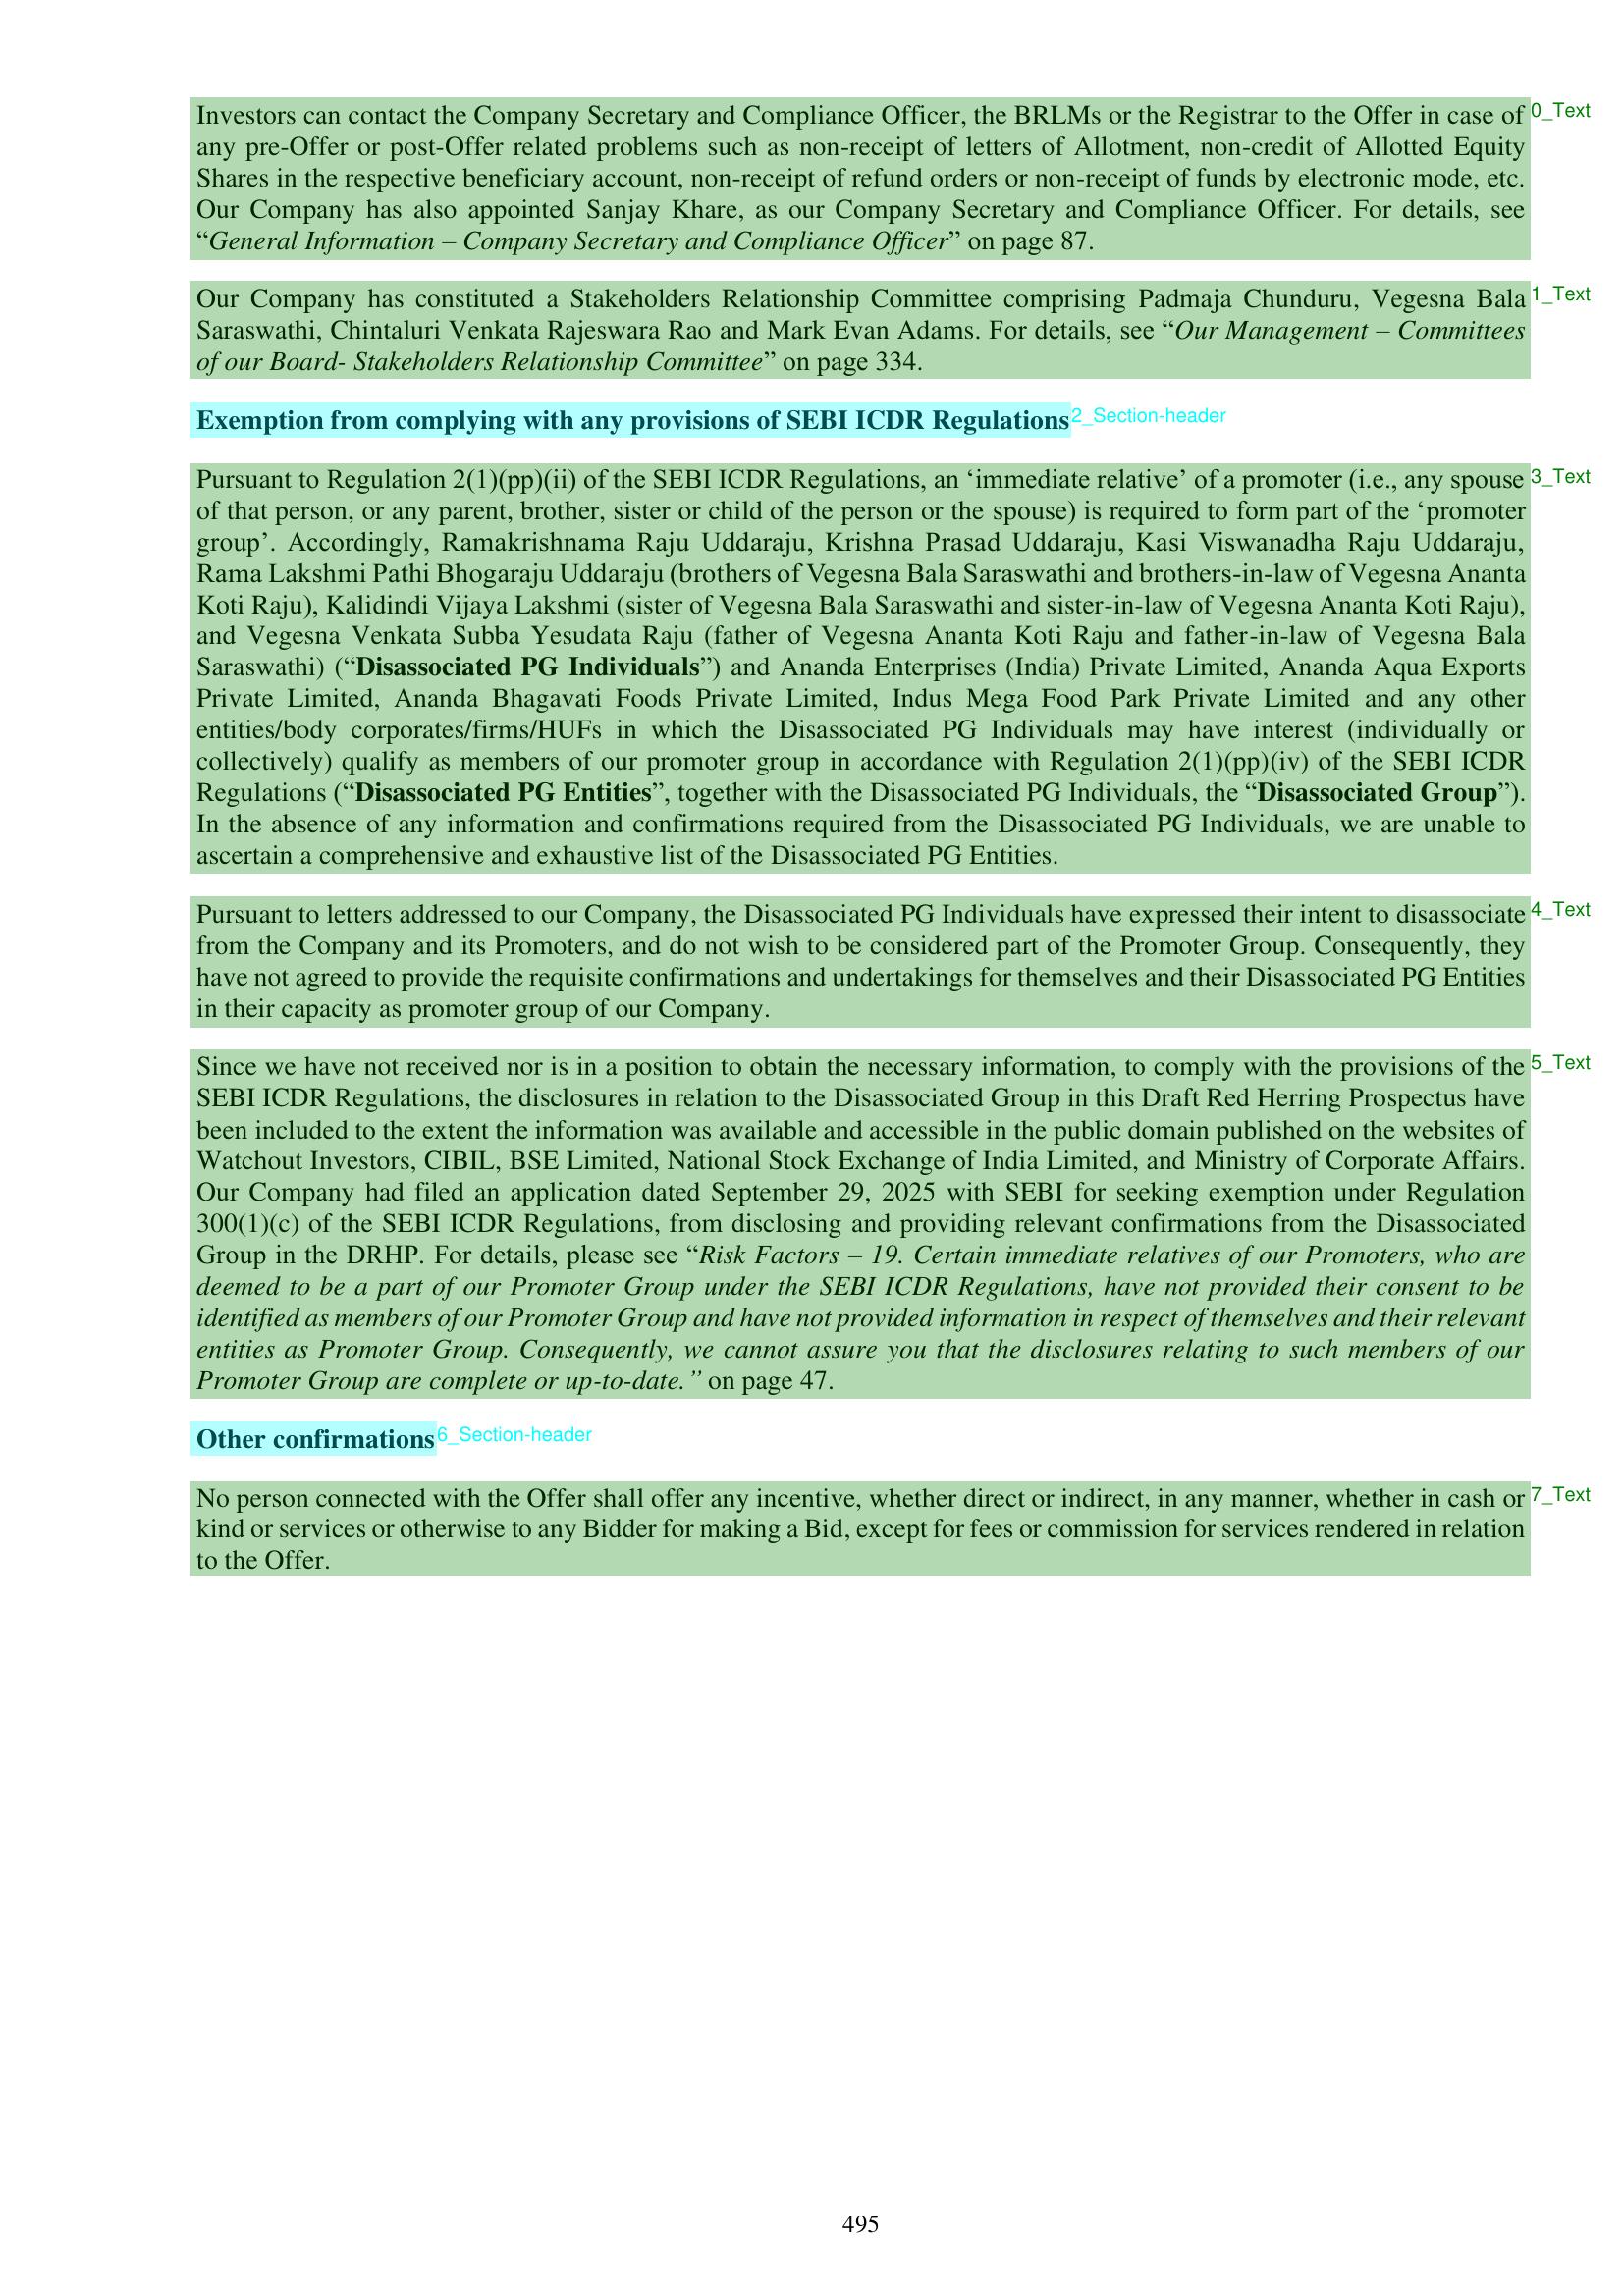 Investors can contact the Company Secretary and Compliance Officer, the BRLMs or the Registrar to the Offer in case of 0_Text
any pre-Offer or post-Offer related problems such as non-receipt of letters of Allotment, non-credit of Allotted Equity
Shares in the respective beneficiary account, non-receipt of refund orders or non-receipt of funds by electronic mode, etc.
Our Company has also appointed Sanjay Khare, as our Company Secretary and Compliance Officer. For details, see
“General Information – Company Secretary and Compliance Officer” on page 87.
Our Company has constituted a Stakeholders Relationship Committee comprising Padmaja Chunduru, Vegesna Bala 1_Text
Saraswathi, Chintaluri Venkata Rajeswara Rao and Mark Evan Adams. For details, see “Our Management – Committees
of our Board- Stakeholders Relationship Committee” on page 334.
Exemption from complying with any provisions of SEBI ICDR Regulations 2_Section-header
Pursuant to Regulation 2(1)(pp)(ii) of the SEBI ICDR Regulations, an ‘immediate relative’ of a promoter (i.e., any spouse 3_Text
of that person, or any parent, brother, sister or child of the person or the spouse) is required to form part of the ‘promoter
group’. Accordingly, Ramakrishnama Raju Uddaraju, Krishna Prasad Uddaraju, Kasi Viswanadha Raju Uddaraju,
Rama Lakshmi Pathi Bhogaraju Uddaraju (brothers of Vegesna Bala Saraswathi and brothers-in-law of Vegesna Ananta
Koti Raju), Kalidindi Vijaya Lakshmi (sister of Vegesna Bala Saraswathi and sister-in-law of Vegesna Ananta Koti Raju),
and Vegesna Venkata Subba Yesudata Raju (father of Vegesna Ananta Koti Raju and father-in-law of Vegesna Bala
Saraswathi) (“Disassociated PG Individuals”) and Ananda Enterprises (India) Private Limited, Ananda Aqua Exports
Private Limited, Ananda Bhagavati Foods Private Limited, Indus Mega Food Park Private Limited and any other
entities/body corporates/firms/HUFs in which the Disassociated PG Individuals may have interest (individually or
collectively) qualify as members of our promoter group in accordance with Regulation 2(1)(pp)(iv) of the SEBI ICDR
Regulations (“Disassociated PG Entities”, together with the Disassociated PG Individuals, the “Disassociated Group”).
In the absence of any information and confirmations required from the Disassociated PG Individuals, we are unable to
ascertain a comprehensive and exhaustive list of the Disassociated PG Entities.
Pursuant to letters addressed to our Company, the Disassociated PG Individuals have expressed their intent to disassociate 4_Text
from the Company and its Promoters, and do not wish to be considered part of the Promoter Group. Consequently, they
have not agreed to provide the requisite confirmations and undertakings for themselves and their Disassociated PG Entities
in their capacity as promoter group of our Company.
Since we have not received nor is in a position to obtain the necessary information, to comply with the provisions of the 5_Text
SEBI ICDR Regulations, the disclosures in relation to the Disassociated Group in this Draft Red Herring Prospectus have
been included to the extent the information was available and accessible in the public domain published on the websites of
Watchout Investors, CIBIL, BSE Limited, National Stock Exchange of India Limited, and Ministry of Corporate Affairs.
Our Company had filed an application dated September 29, 2025 with SEBI for seeking exemption under Regulation
300(1)(c) of the SEBI ICDR Regulations, from disclosing and providing relevant confirmations from the Disassociated
Group in the DRHP. For details, please see “Risk Factors – 19. Certain immediate relatives of our Promoters, who are
deemed to be a part of our Promoter Group under the SEBI ICDR Regulations, have not provided their consent to be
identified as members of our Promoter Group and have not provided information in respect of themselves and their relevant
entities as Promoter Group. Consequently, we cannot assure you that the disclosures relating to such members of our
Promoter Group are complete or up-to-date.” on page 47.
Other confirmations 6_Section-header
No person connected with the Offer shall offer any incentive, whether direct or indirect, in any manner, whether in cash or 7_Text
kind or services or otherwise to any Bidder for making a Bid, except for fees or commission for services rendered in relation
to the Offer.
495